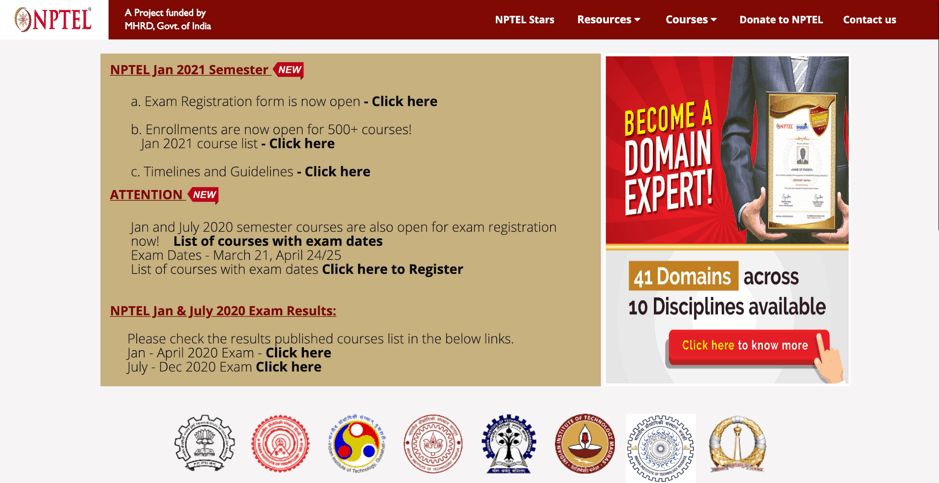 NPTEL
A Project funded by
MHRD, Govt. of India
NPTEL Stars
Resources
Courses
Donate to NPTEL
Contact us
NPTEL Jan 2021 Semester NEW
a. Exam Registration form is now open - Click here
b. Enrollments are now open for 500+ courses!
Jan 2021 course list - Click here
c. Timelines and Guidelines - Click here
ATTENTION NEW
Jan and July 2020 semester courses are also open for exam registration
now! List of courses with exam dates
Exam Dates - March 21, April 24/25
List of courses with exam dates Click here to Register
NPTEL Jan & July 2020 Exam Results:
Please check the results published courses list in the below links.
Jan - April 2020 Exam - Click here
July - Dec 2020 Exam Click here
BECOME A
DOMAIN
EXPERT!
NPTEL
41 Domains across
10 Disciplines available
Click here to know more